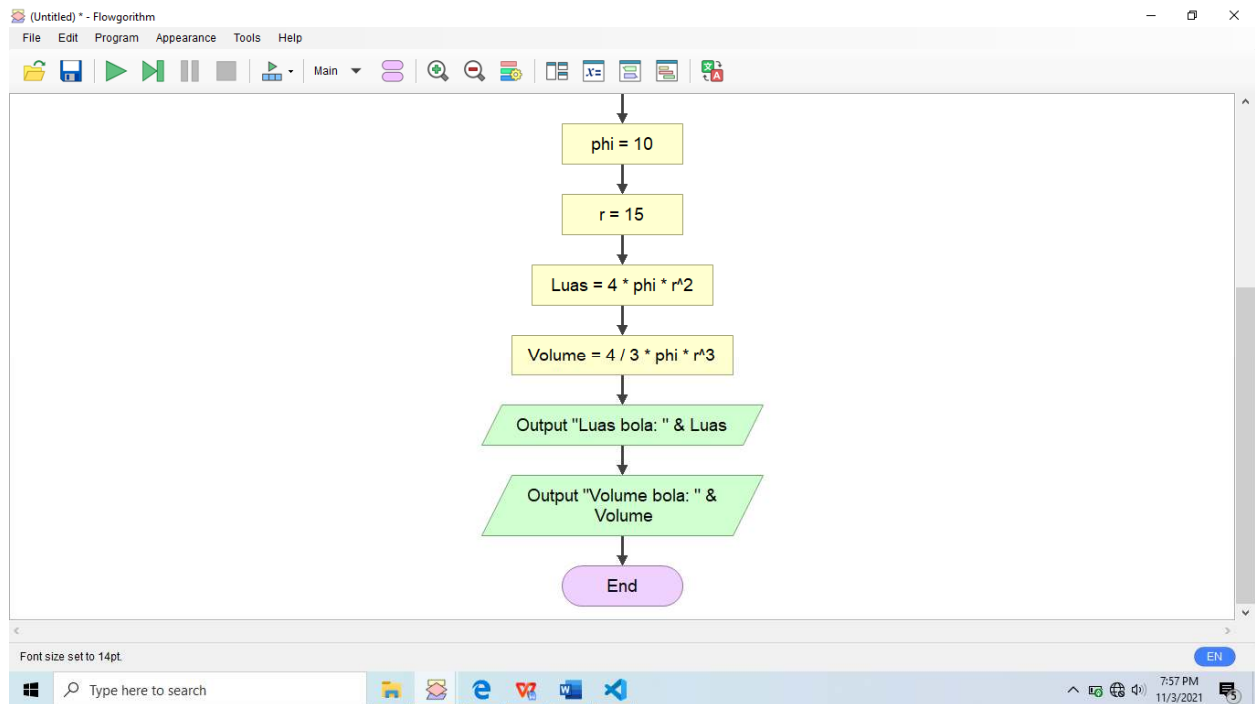 (Untitled) * - Flowgorithm
File Edit Program Appearance Tools Help
Main
phi = 10
r = 15
Luas = 4 * phi * r^2
Volume = 4 / 3 * phi * r^3
Output "Luas bola: " & Luas
Output "Volume bola: " &
Volume
End
Font size set to 14pt.
EN
Type here to search
7:57 PM
11/3/2021
5